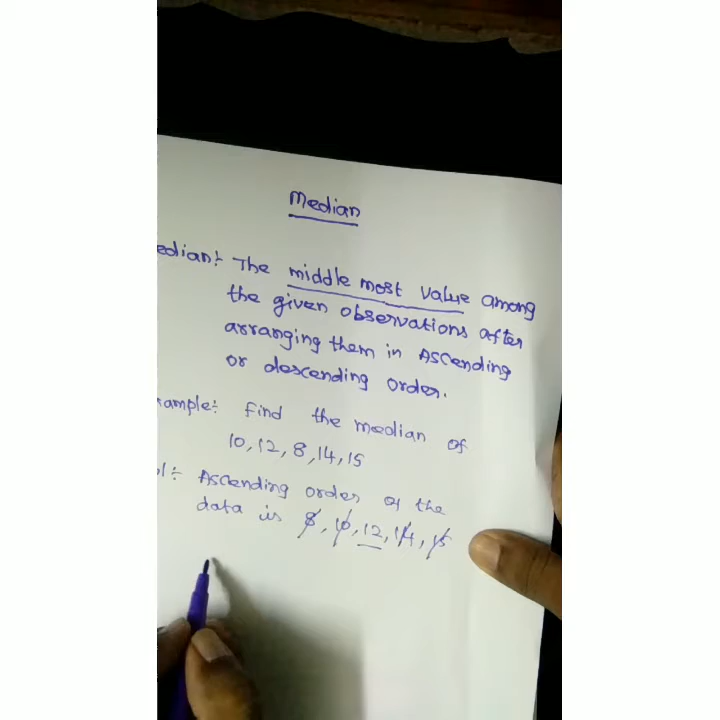 Median
edian:- The middle most value among
the given observations after
arranging them in Ascending
or descending order.
xample:- Find the median of
10, 12, 8, 14, 15
ol:- Ascending order of the
data is 8, 10, 12, 14, 15